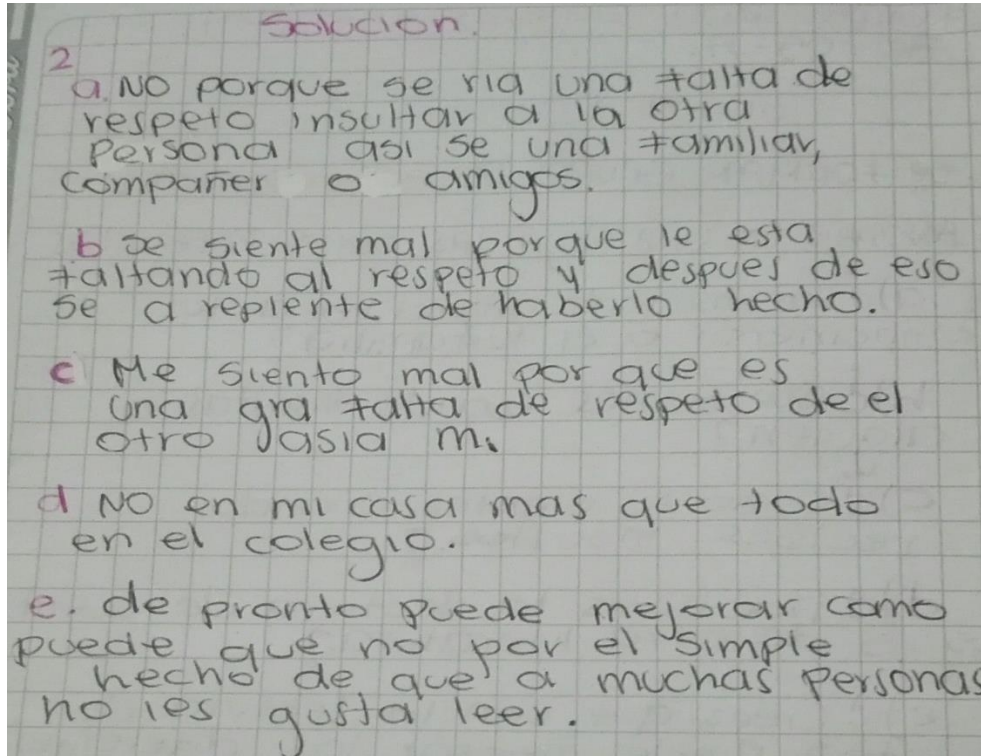 Solucion.
2
a. NO porque se ria una falta de
respeto insultar a la otra
persona asi se una familiar,
compañer o amigos.
b se siente mal porque le esta
faltando al respeto y despues de eso
se a repiente de haberlo hecho.
c Me siento mal por que es
una gra falta de respeto de el
otro jasia mi
d NO en mi casa mas que todo
en el colegio.
e. de pronto puede mejorar como
puede que no por el simple
hecho de que a muchas personas
no les gusta leer.